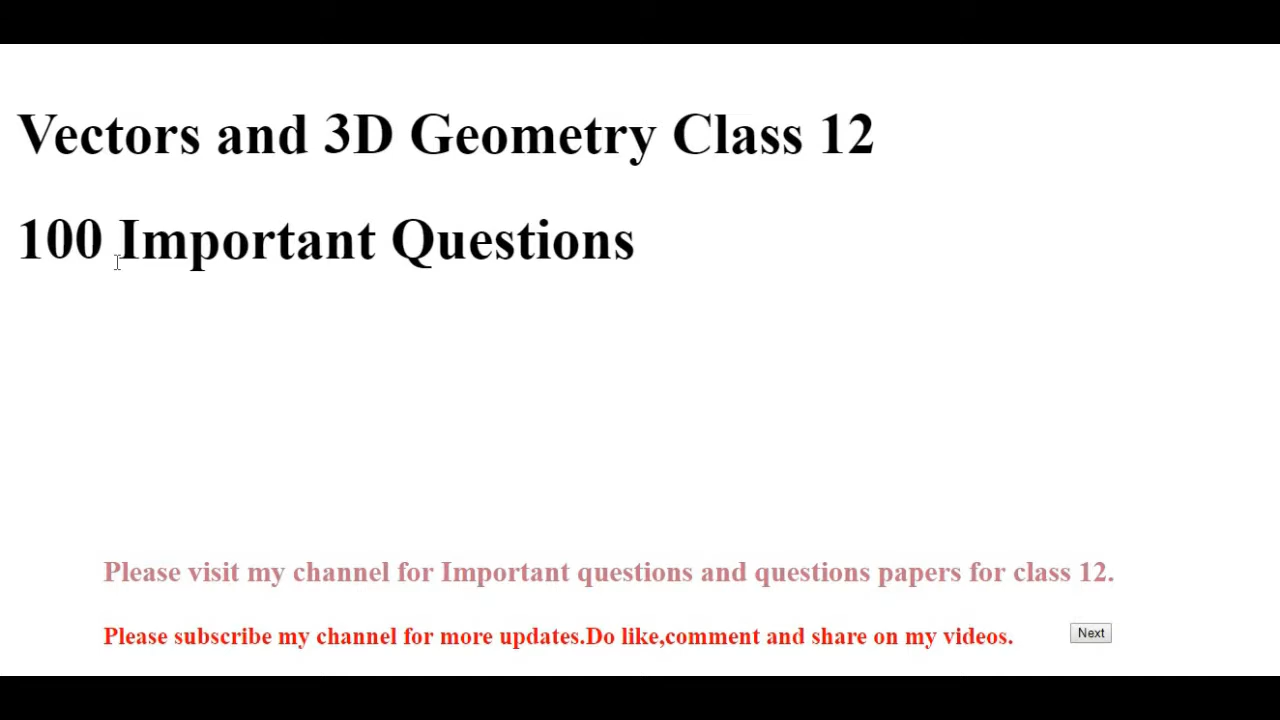 Vectors and 3D Geometry Class 12
100 Important Questions
Please visit my channel for Important questions and questions papers for class 12.
Please subscribe my channel for more updates.Do like,comment and share on my videos.
Next